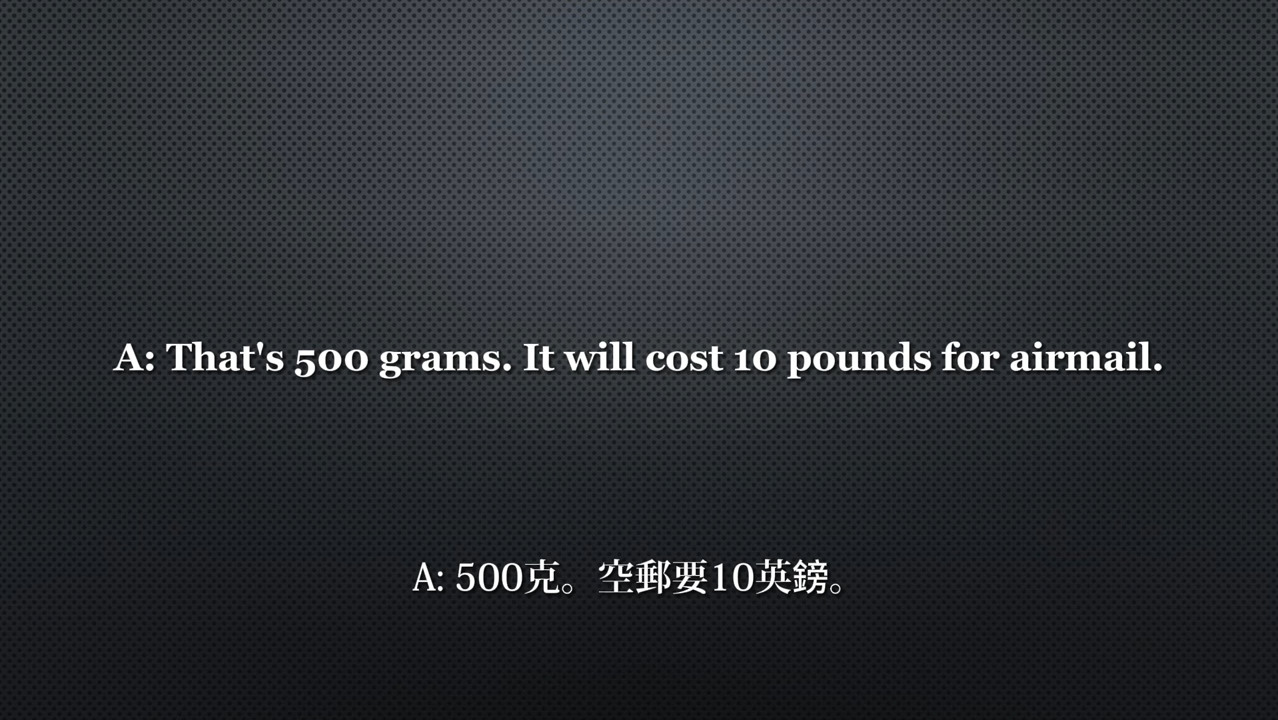 A: That's 500 grams. It will cost 10 pounds for airmail.
A: 500克。空郵要10英鎊。